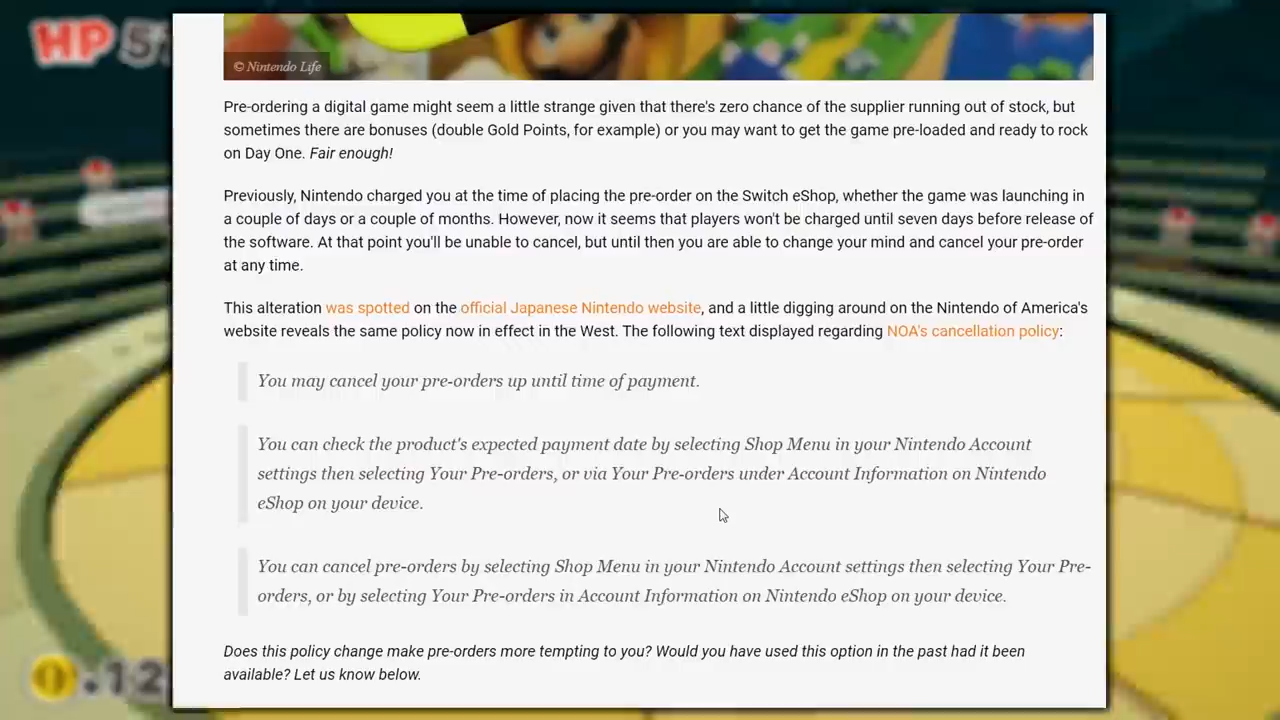 HP 57
© Nintendo Life
Pre-ordering a digital game might seem a little strange given that there's zero chance of the supplier running out of stock, but
sometimes there are bonuses (double Gold Points, for example) or you may want to get the game pre-loaded and ready to rock
on Day One. Fair enough!
Previously, Nintendo charged you at the time of placing the pre-order on the Switch eShop, whether the game was launching in
a couple of days or a couple of months. However, now it seems that players won't be charged until seven days before release of
the software. At that point you'll be unable to cancel, but until then you are able to change your mind and cancel your pre-order
at any time.
This alteration was spotted on the official Japanese Nintendo website, and a little digging around on the Nintendo of America's
website reveals the same policy now in effect in the West. The following text displayed regarding NOA's cancellation policy:
You may cancel your pre-orders up until time of payment.
You can check the product's expected payment date by selecting Shop Menu in your Nintendo Account
settings then selecting Your Pre-orders, or via Your Pre-orders under Account Information on Nintendo
eShop on your device.
You can cancel pre-orders by selecting Shop Menu in your Nintendo Account settings then selecting Your Pre-
orders, or by selecting Your Pre-orders in Account Information on Nintendo eShop on your device.
Does this policy change make pre-orders more tempting to you? Would you have used this option in the past had it been
available? Let us know below.
.12